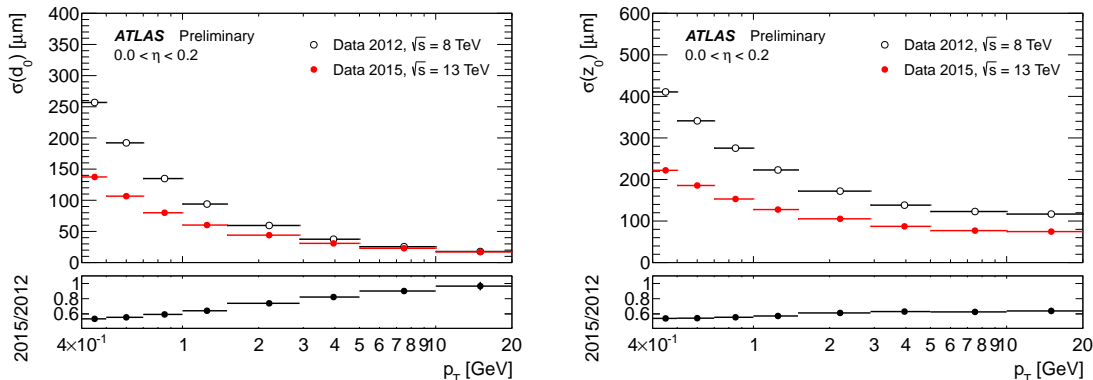 400
350
300
250
200
150
100
50
0
σ(d₀) [μm]
ATLAS Preliminary
0.0 < η < 0.2
Data 2012, √s = 8 TeV
Data 2015, √s = 13 TeV
2015/2012
1
0.8
0.6
4×10⁻¹ 1 2 3 4 5 6 7 8 9 10 20
p_T [GeV]
600
500
400
300
200
100
0
σ(z₀) [μm]
ATLAS Preliminary
0.0 < η < 0.2
Data 2012, √s = 8 TeV
Data 2015, √s = 13 TeV
2015/2012
1
0.8
0.6
4×10⁻¹ 1 2 3 4 5 6 7 8 9 10 20
p_T [GeV]